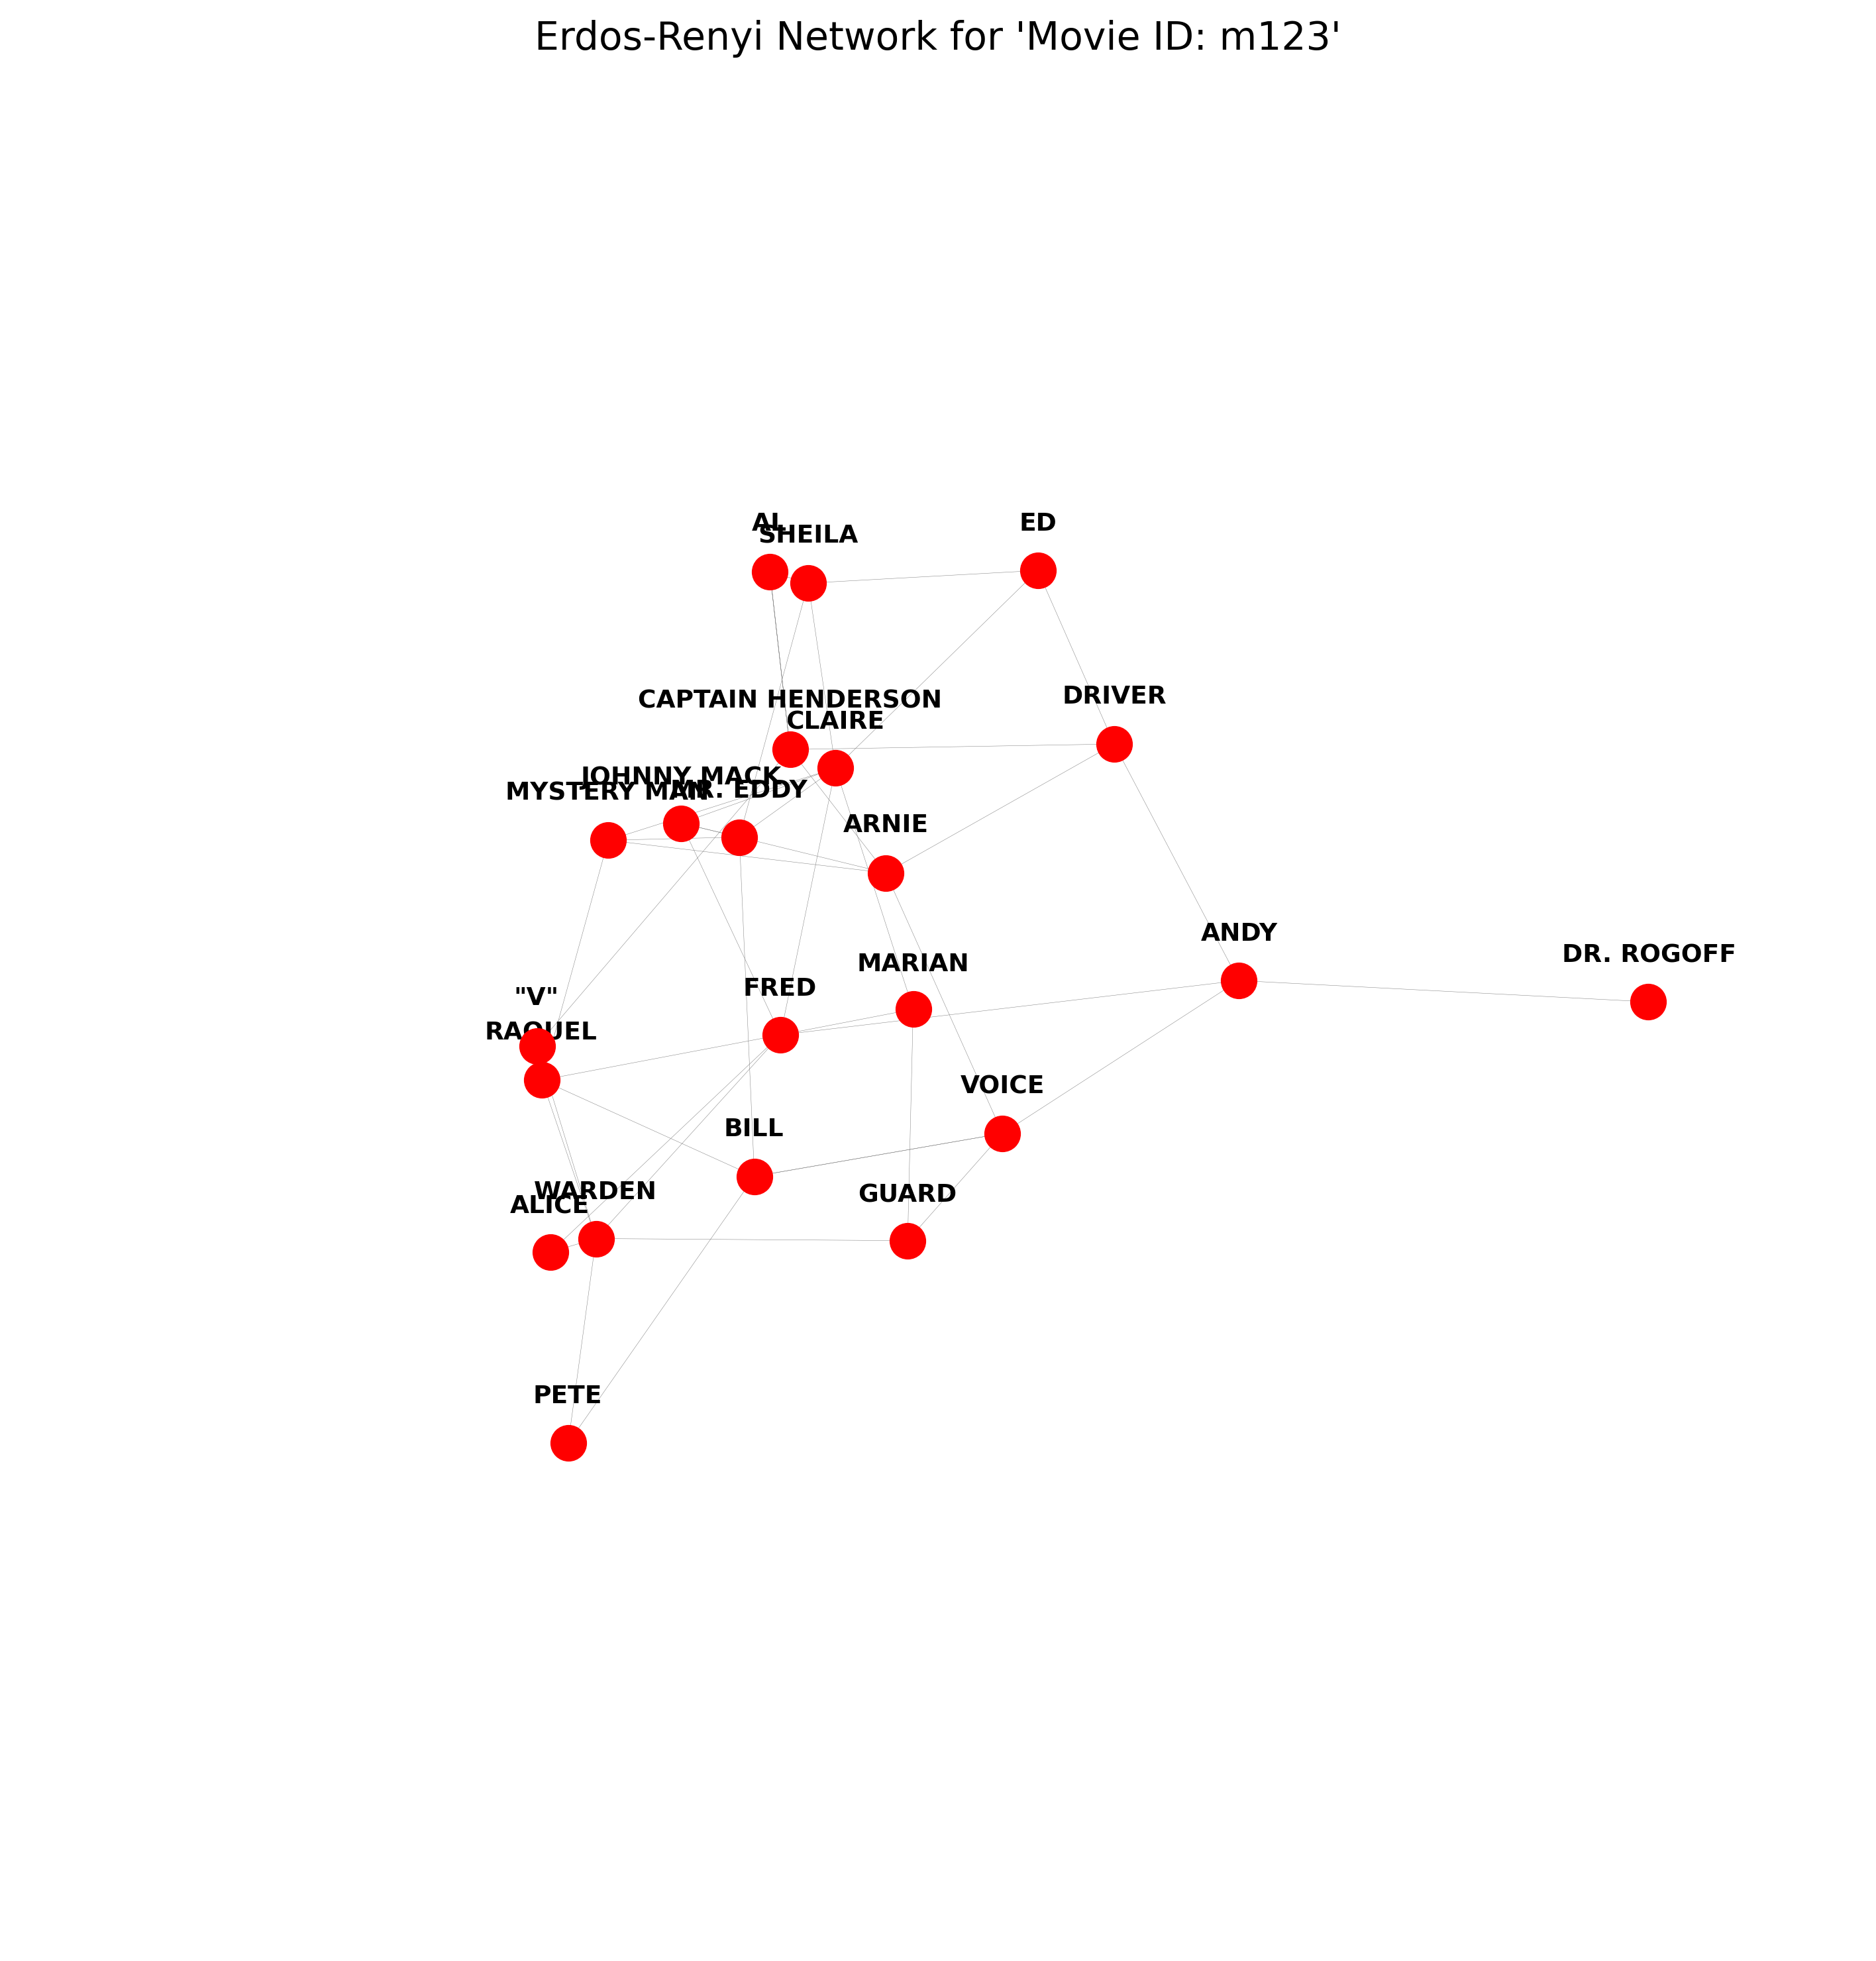 Erdos-Renyi Network for 'Movie ID: m123'
AL
SHEILA
ED
CAPTAIN HENDERSON
DRIVER
CLAIRE
JOHNNY MACK
MR. EDDY
MYSTERY MAN
ARNIE
ANDY
DR. ROGOFF
MARIAN
FRED
"V"
RAQUEL
VOICE
BILL
WARDEN
GUARD
ALICE
PETE